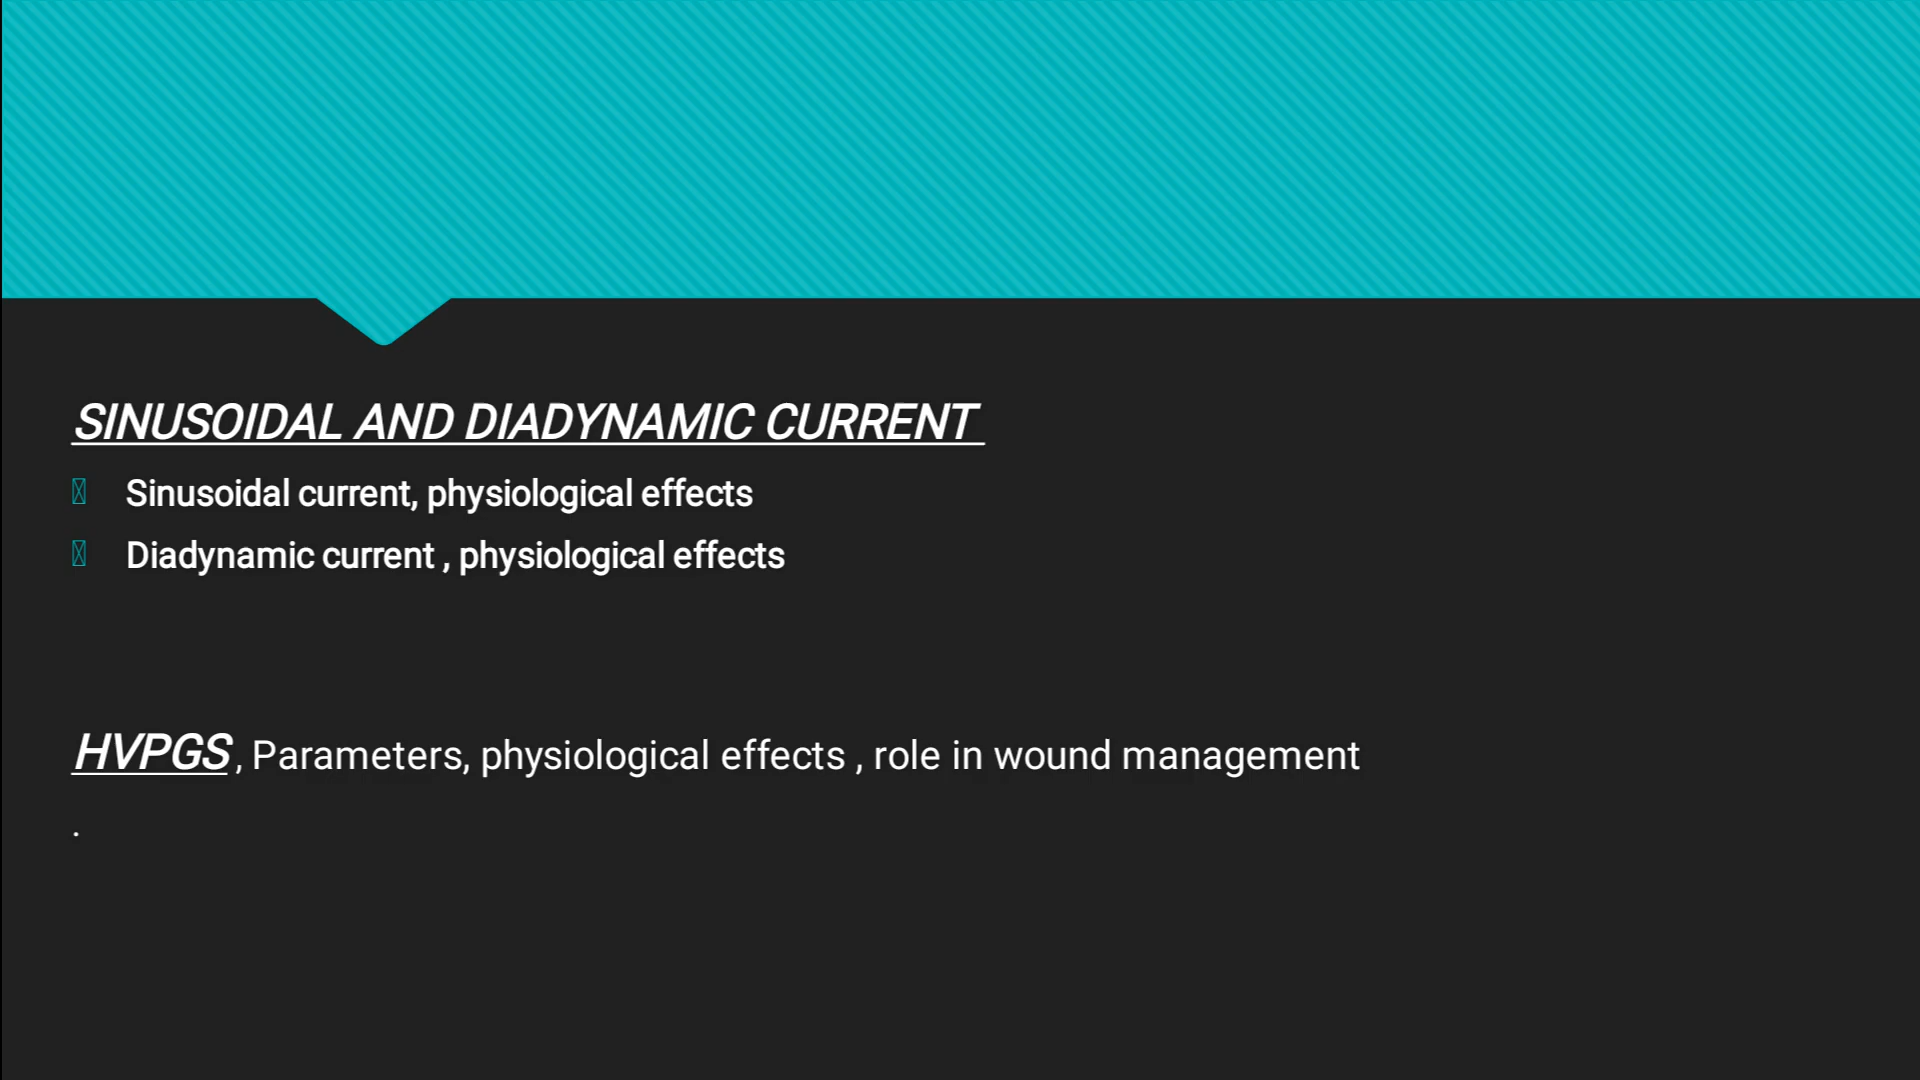 SINUSOIDAL AND DIADYNAMIC CURRENT
Sinusoidal current, physiological effects
Diadynamic current , physiological effects
HVPGS , Parameters, physiological effects , role in wound management
.